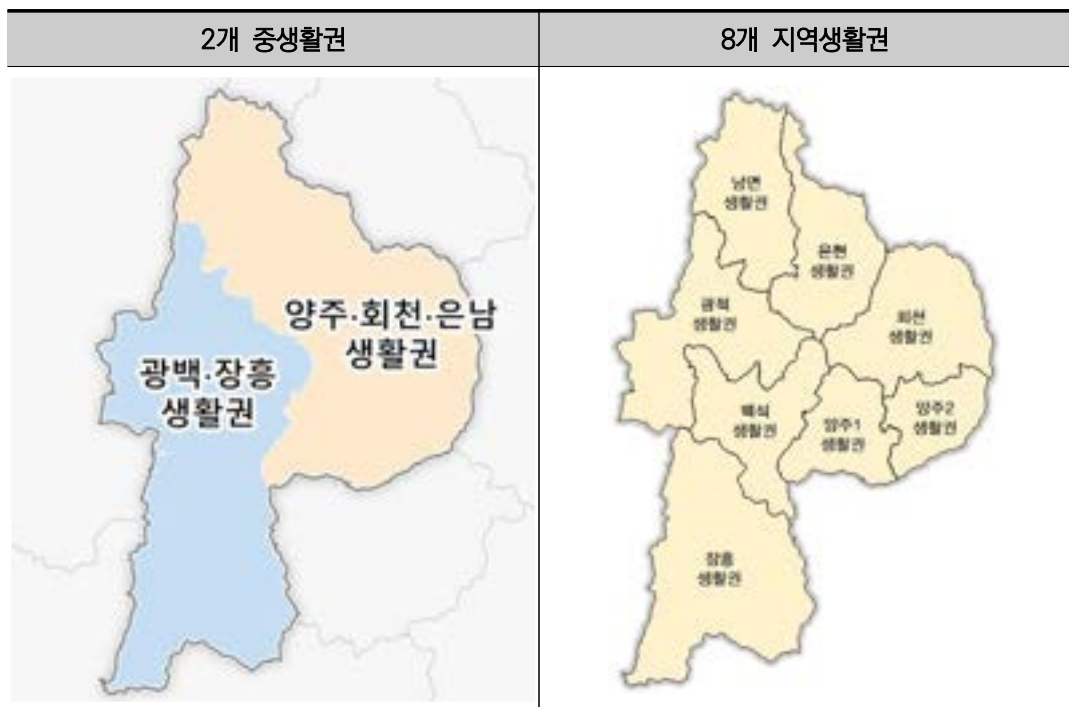 2개 중생활권
8개 지역생활권
양주·회천·은남
생활권
광백·장흥
생활권
남면
생활권
은현
생활권
광적
생활권
회천
생활권
백석
생활권
양주1
생활권
양주2
생활권
장흥
생활권